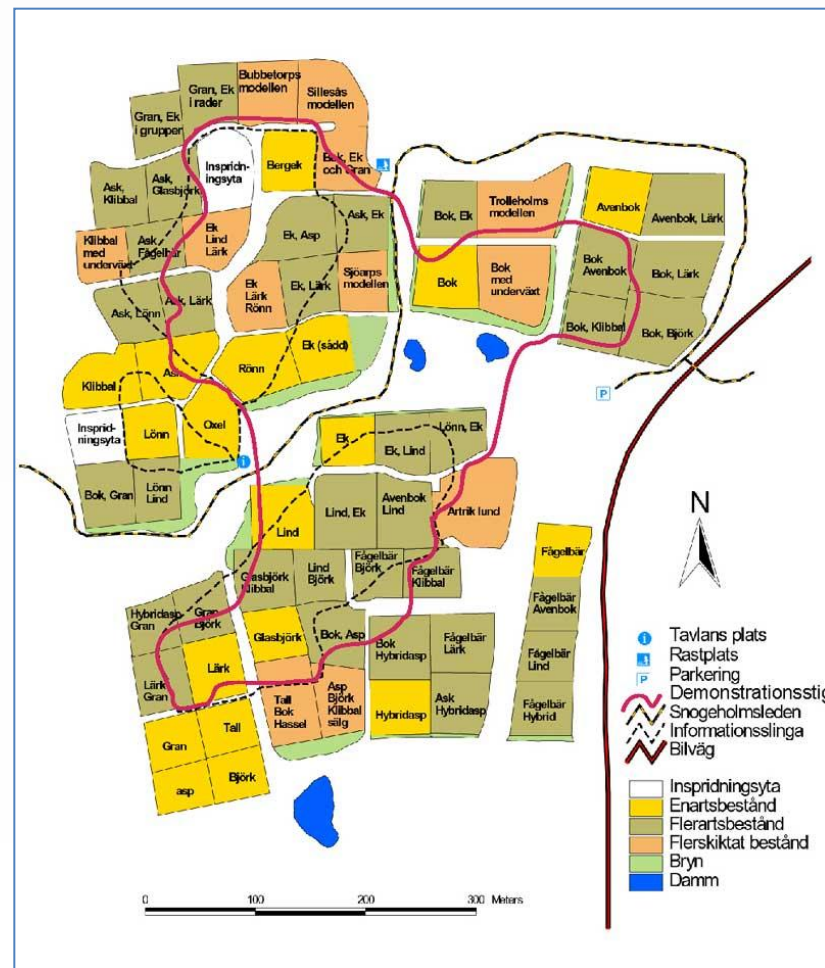 Bubbetorps
modellen
Gran, Ek
i rader
Sillesås
modellen
Gran, Ek
i grupper
Inspridning-
syta
Bergek
Bok, Ek
och Gran
Ask,
Klibbal
Ask,
Glasbjörk
Klibbal
med
underväxt
Ask
Fågelbär
Ek
Lind
Lärk
Ask, Ek
Ek, Asp
Bok, Ek
Trolleholms
modellen
Avenbok
Avenbok, Lärk
Ek
Lärk
Rönn
Ek, Lärk
Sjöarps
modellen
Bok
Bok
med
underväxt
Bok
Avenbok
Bok, Lärk
Ask, Lönn
Ask, Lärk
Bok, Klibbal
Bok, Björk
Klibbal
Ask
Rönn
Ek (sådd)
P
Inspridning-
syta
Lönn
Oxel
i
Bok, Gran
Lönn
Lind
Ek
Ek, Lind
Lönn, Ek
Lind
Lind, Ek
Avenbok
Lind
Artrik lund
Glasbjörk
Klibbal
Lind
Björk
Fågelbär
Björk
Fågelbär
Klibbal
Fågelbär
Fågelbär
Avenbok
Fågelbär
Lind
Fågelbär
Hybrid
Hybridasp
Gran
Gran
Björk
Glasbjörk
Bok, Asp
Bok
Hybridasp
Fågelbär
Lärk
Lärk
Gran
Lärk
Tall
Bok
Hassel
Asp
Björk
Klibbal
sälg
Hybridasp
Ask
Hybridasp
Gran
Tall
asp
Björk
N
i Tavlans plats
Rastplats
P Parkering
Demonstrationsstig
Snogeholmsleden
Informationsslinga
Bilväg
Inspridningsyta
Enartsbestånd
Flerartsbestånd
Flerskiktat bestånd
Bryn
Damm
0 100 200 300 Meters